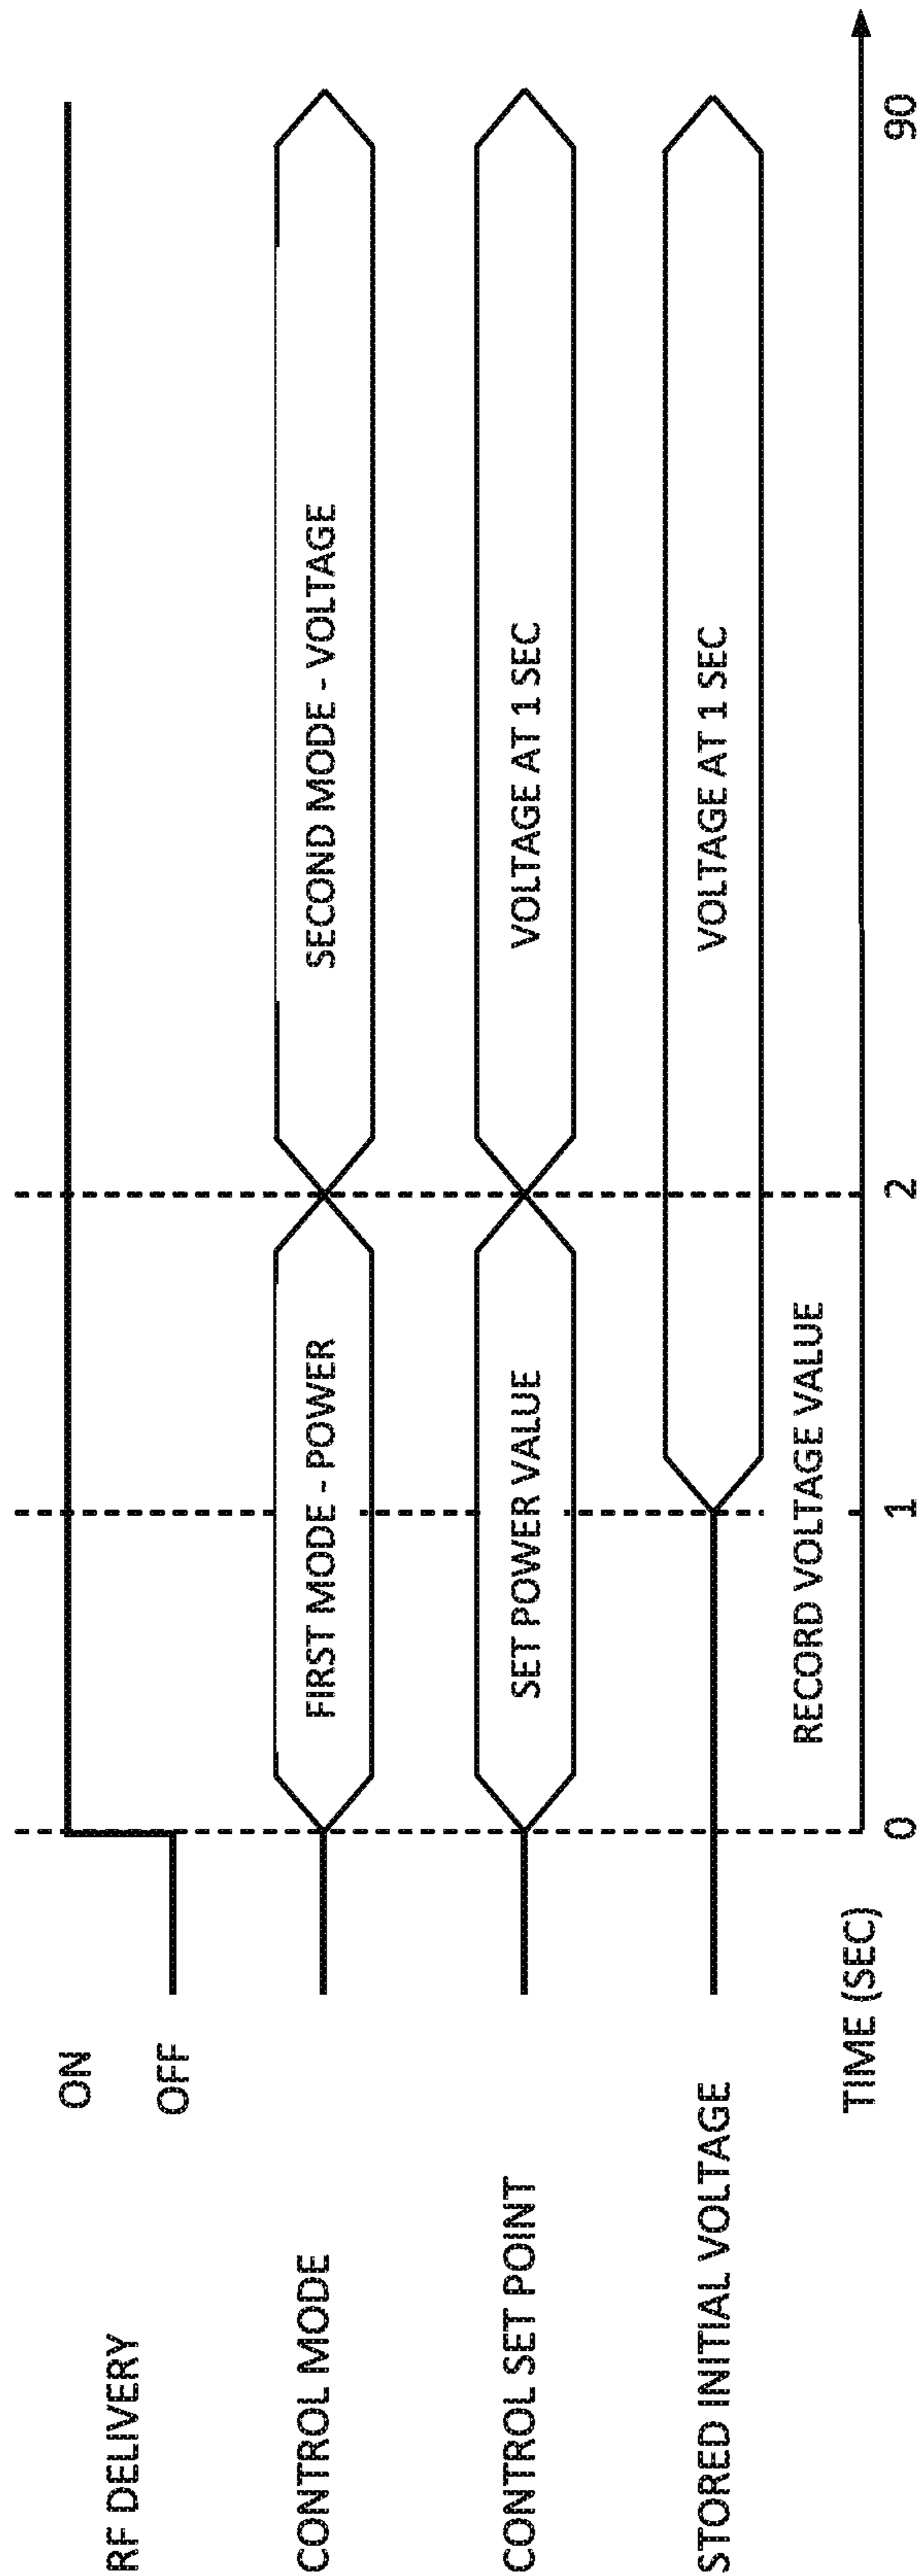 ON
RF DELIVERY
OFF
CONTROL MODE
FIRST MODE - POWER
SECOND MODE - VOLTAGE
CONTROL SET POINT
SET POWER VALUE
VOLTAGE AT 1 SEC
STORED INITIAL VOLTAGE
VOLTAGE AT 1 SEC
RECORD VOLTAGE VALUE
TIME (SEC)
0
1
2
90